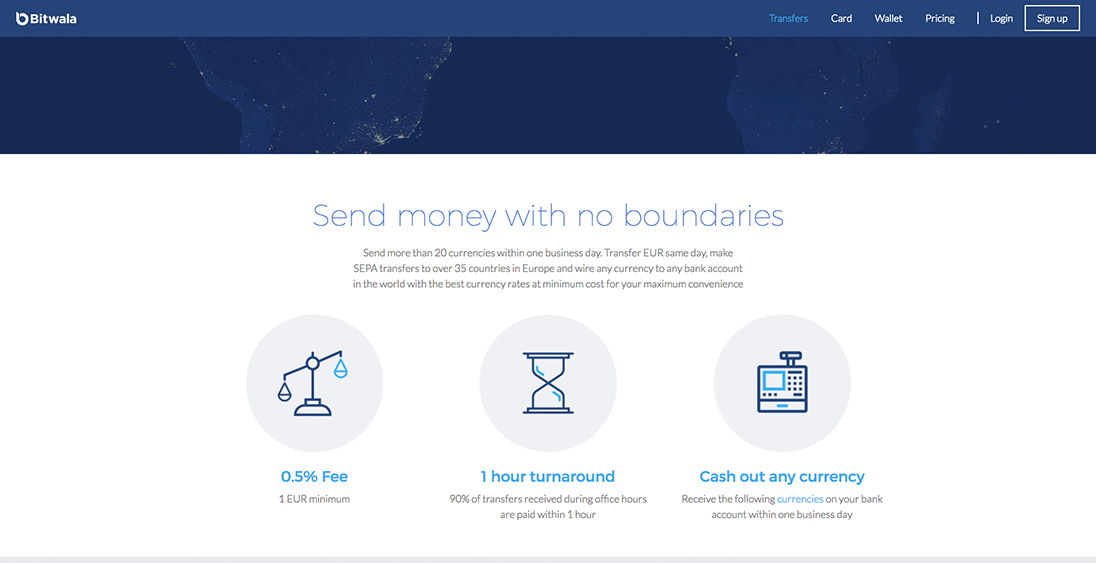 Bitwala
Transfers Card Wallet Pricing Login Sign up
Send money with no boundaries
Send more than 20 currencies within one business day. Transfer EUR same day, make
SEPA transfers to over 35 countries in Europe and wire any currency to any bank account
in the world with the best currency rates at minimum cost for your maximum convenience
0.5% Fee
1 EUR minimum
1 hour turnaround
90% of transfers received during office hours
are paid within 1 hour
Cash out any currency
Receive the following currencies on your bank
account within one business day